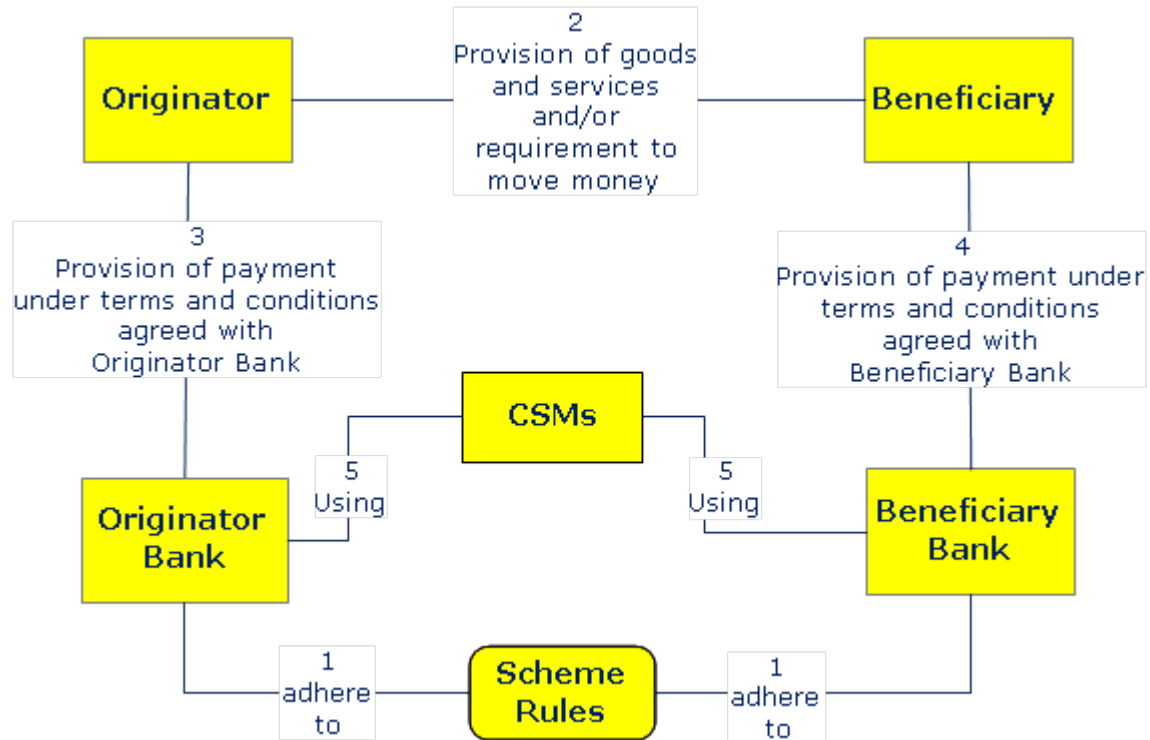 2
Provision of goods
and services
and/or
requirement to
move money
Originator
Beneficiary
3
Provision of payment
under terms and conditions
agreed with
Originator Bank
4
Provision of payment under
terms and conditions
agreed with
Beneficiary Bank
CSMs
5
Using
5
Using
Originator
Bank
Beneficiary
Bank
1
adhere
to
Scheme
Rules
1
adhere
to